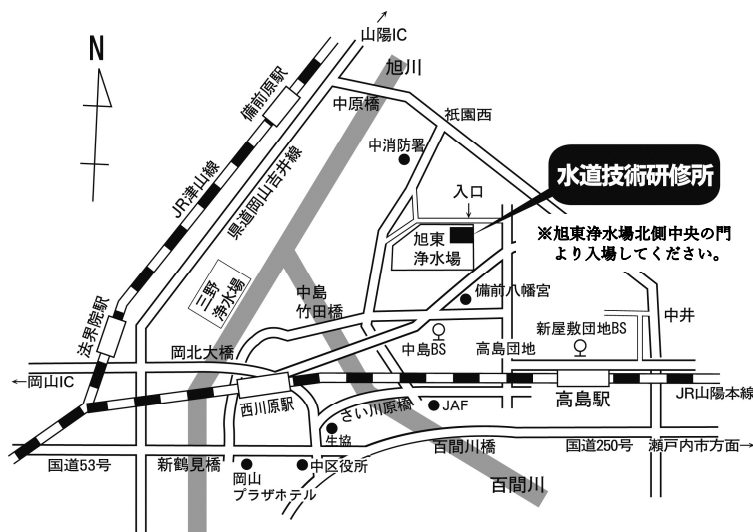 山陽IC
N
旭川
備前原駅
中原橋
祇園西
中消防署
JR津山線
県道岡山吉井線
水道技術研修所
入口
旭東
浄水場
※旭東浄水場北側中央の門
より入場してください。
三野
浄水場
中島
竹田橋
備前八幡宮
法界院駅
中井
新屋敷団地BS
岡北大橋
中島BS
高島団地
←岡山IC
西川原駅
さい川原橋
JAF
高島駅
JR山陽本線
生協
百間川橋
国道53号
新鶴見橋
岡山
プラザホテル
中区役所
国道250号
瀬戸内市方面→
百間川